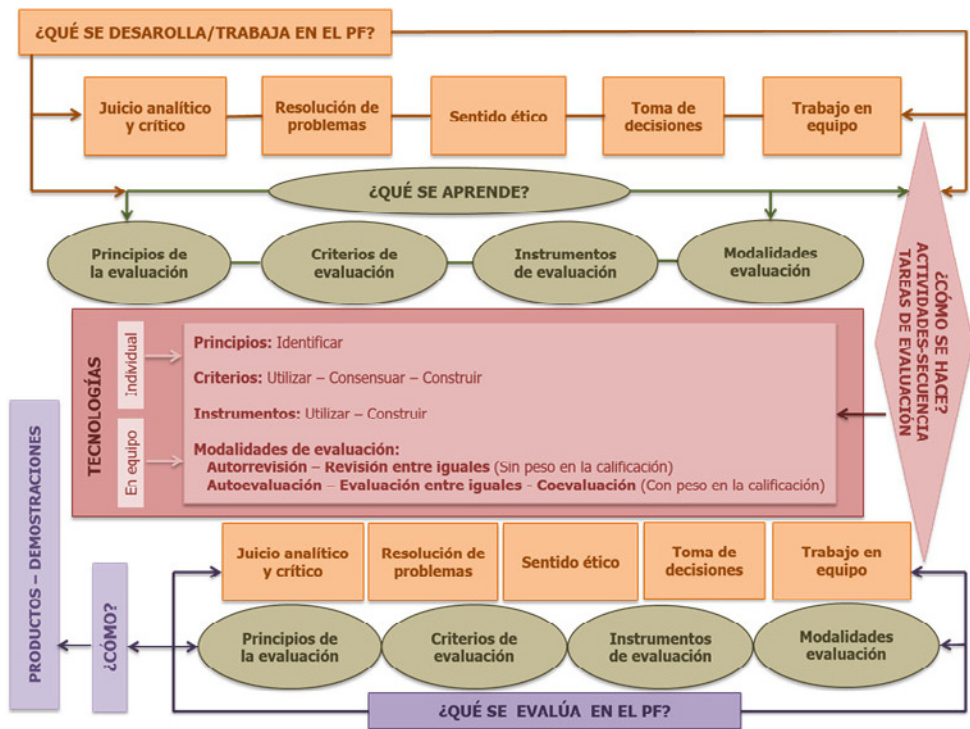 ¿QUÉ SE DESAROLLA/TRABAJA EN EL PF?
Juicio analítico
y crítico
Resolución de
problemas
Sentido ético
Toma de
decisiones
Trabajo en
equipo
¿QUÉ SE APRENDE?
Principios de
la evaluación
Criterios de
evaluación
Instrumentos
de evaluación
Modalidades
evaluación
¿CÓMO SE HACE?
ACTIVIDADES-SECUENCIA
TAREAS DE EVALUACIÓN
TECNOLOGÍAS
Individual
En equipo
Principios: Identificar
Criterios: Utilizar – Consensuar – Construir
Instrumentos: Utilizar – Construir
Modalidades de evaluación:
Autorrevisión – Revisión entre iguales (Sin peso en la calificación)
Autoevaluación – Evaluación entre iguales - Coevaluación (Con peso en la calificación)
PRODUCTOS – DEMOSTRACIONES
¿CÓMO?
Juicio analítico
y crítico
Resolución de
problemas
Sentido ético
Toma de
decisiones
Trabajo en
equipo
Principios de
la evaluación
Criterios de
evaluación
Instrumentos
de evaluación
Modalidades
evaluación
¿QUÉ SE EVALÚA EN EL PF?